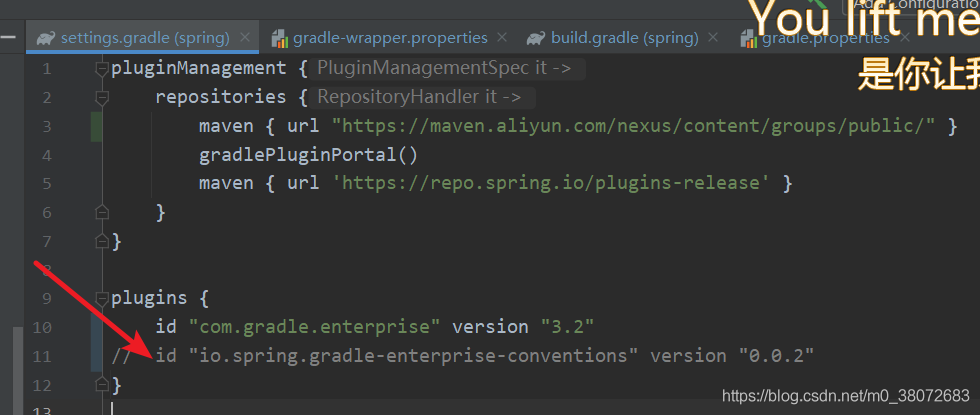 Add Configuration
You lift me
settings.gradle (spring)
gradle-wrapper.properties
build.gradle (spring)
gradle.properties
是你让我
1 pluginManagement { PluginManagementSpec it ->
2 repositories { RepositoryHandler it ->
3 maven { url "https://maven.aliyun.com/nexus/content/groups/public/" }
4 gradlePluginPortal()
5 maven { url 'https://repo.spring.io/plugins-release' }
6 }
7 }
8
9 plugins {
10 id "com.gradle.enterprise" version "3.2"
11 // id "io.spring.gradle-enterprise-conventions" version "0.0.2"
12 }
13
https://blog.csdn.net/m0_38072683